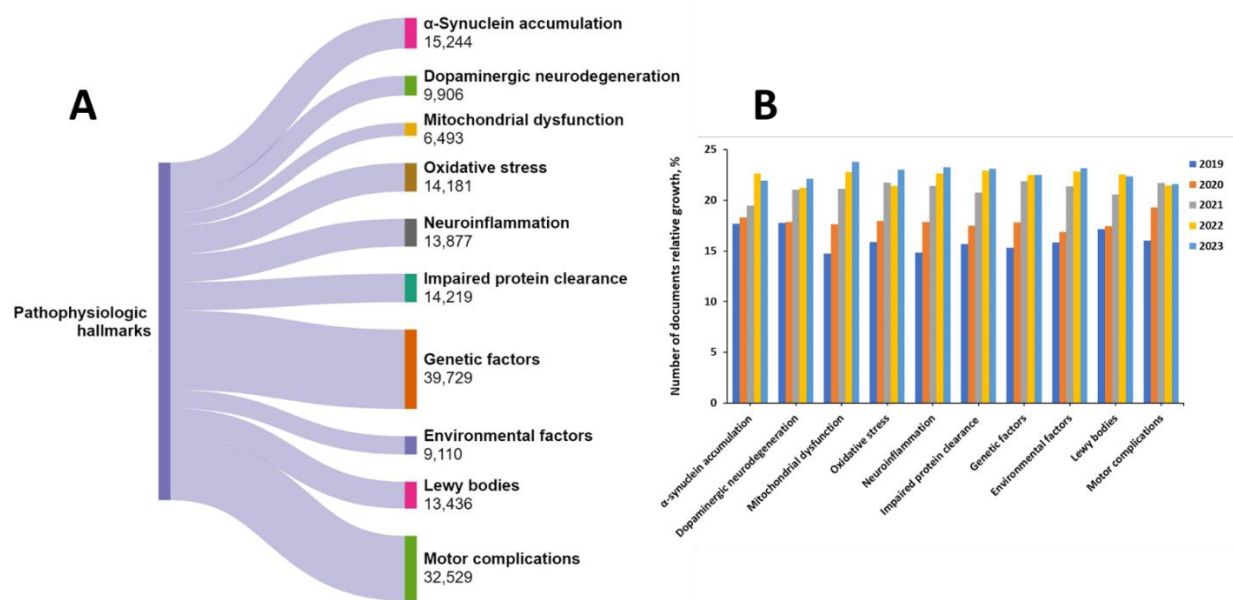 A
Pathophysiologic
hallmarks
α-Synuclein accumulation
15,244
Dopaminergic neurodegeneration
9,906
Mitochondrial dysfunction
6,493
Oxidative stress
14,181
Neuroinflammation
13,877
Impaired protein clearance
14,219
Genetic factors
39,729
Environmental factors
9,110
Lewy bodies
13,436
Motor complications
32,529
B
Number of documents relative growth, %
25
20
15
10
5
0
α-synuclein accumulation
Dopaminergic neurodegeneration
Mitochondrial dysfunction
Oxidative stress
Neuroinflammation
Impaired protein clearance
Genetic factors
Environmental factors
Lewy bodies
Motor complications
2019
2020
2021
2022
2023